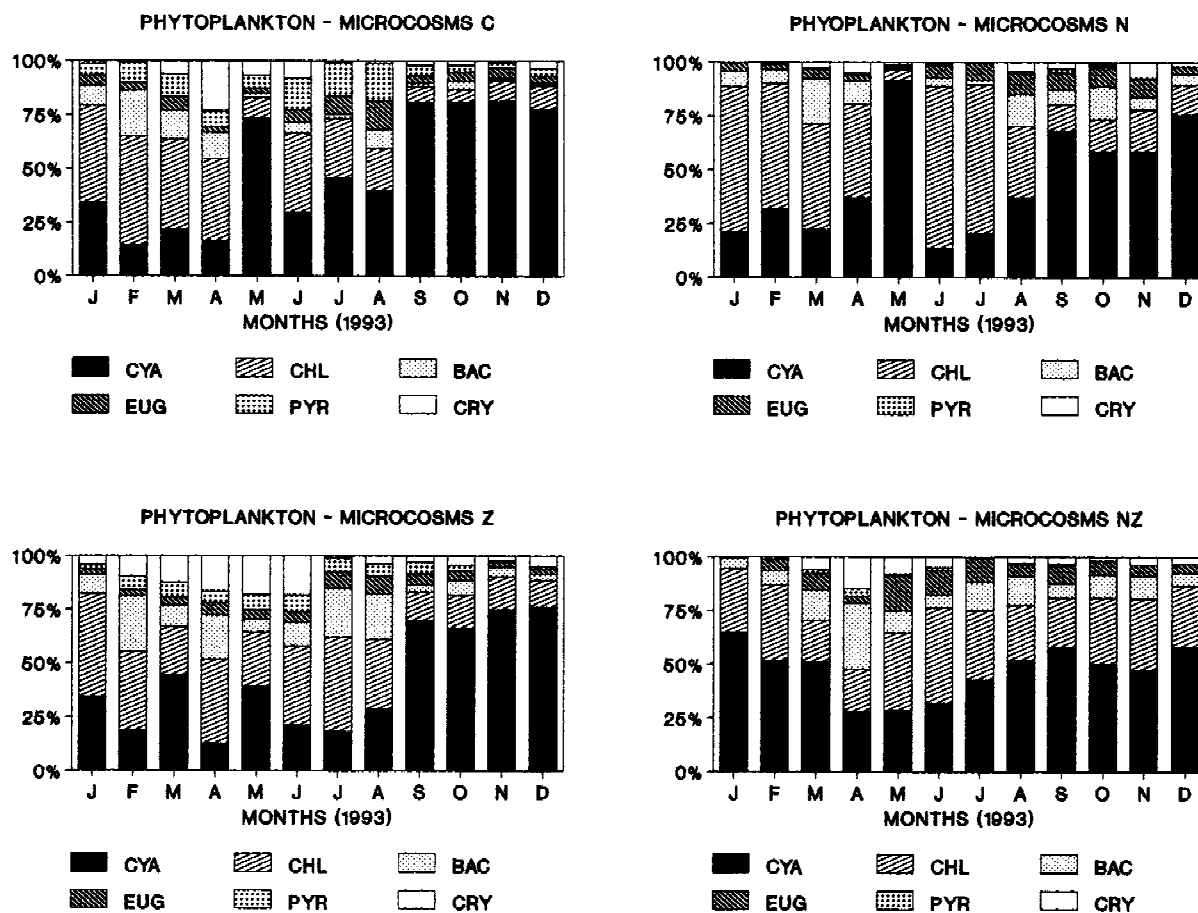 PHYTOPLANKTON - MICROCOSMS C
100%
75%
50%
25%
0%
J F M A M J J A S O N D
MONTHS (1993)
CYA CHL BAC
EUG PYR CRY
PHYOPLANKTON - MICROCOSMS N
100%
75%
50%
25%
0%
J F M A M J J A S O N D
MONTHS (1993)
CYA CHL BAC
EUG PYR CRY
PHYTOPLANKTON - MICROCOSMS Z
100%
75%
50%
25%
0%
J F M A M J J A S O N D
MONTHS (1993)
CYA CHL BAC
EUG PYR CRY
PHYTOPLANKTON - MICROCOSMS NZ
100%
75%
50%
25%
0%
J F M A M J J A S O N D
MONTHS (1993)
CYA CHL BAC
EUG PYR CRY